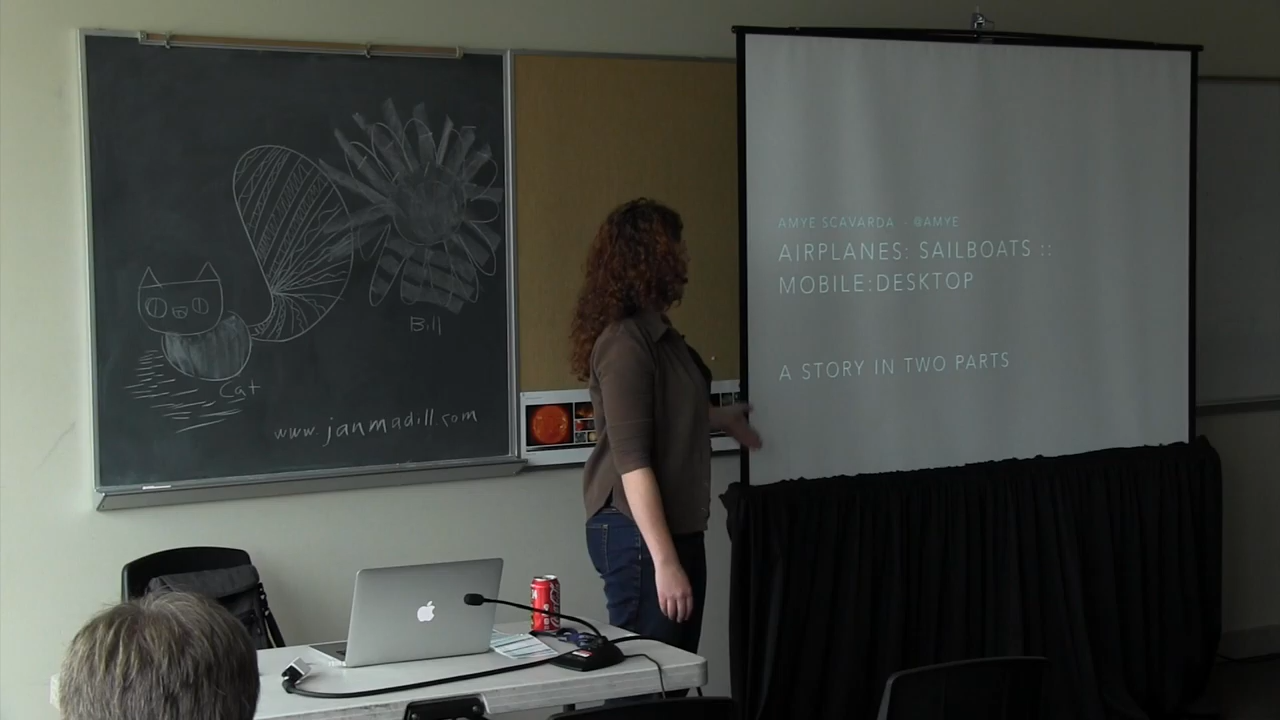 Bill
Cat
www.janmadill.com
AMYE SCAVARDA - @AMYE
AIRPLANES: SAILBOATS ::
MOBILE:DESKTOP
A STORY IN TWO PARTS